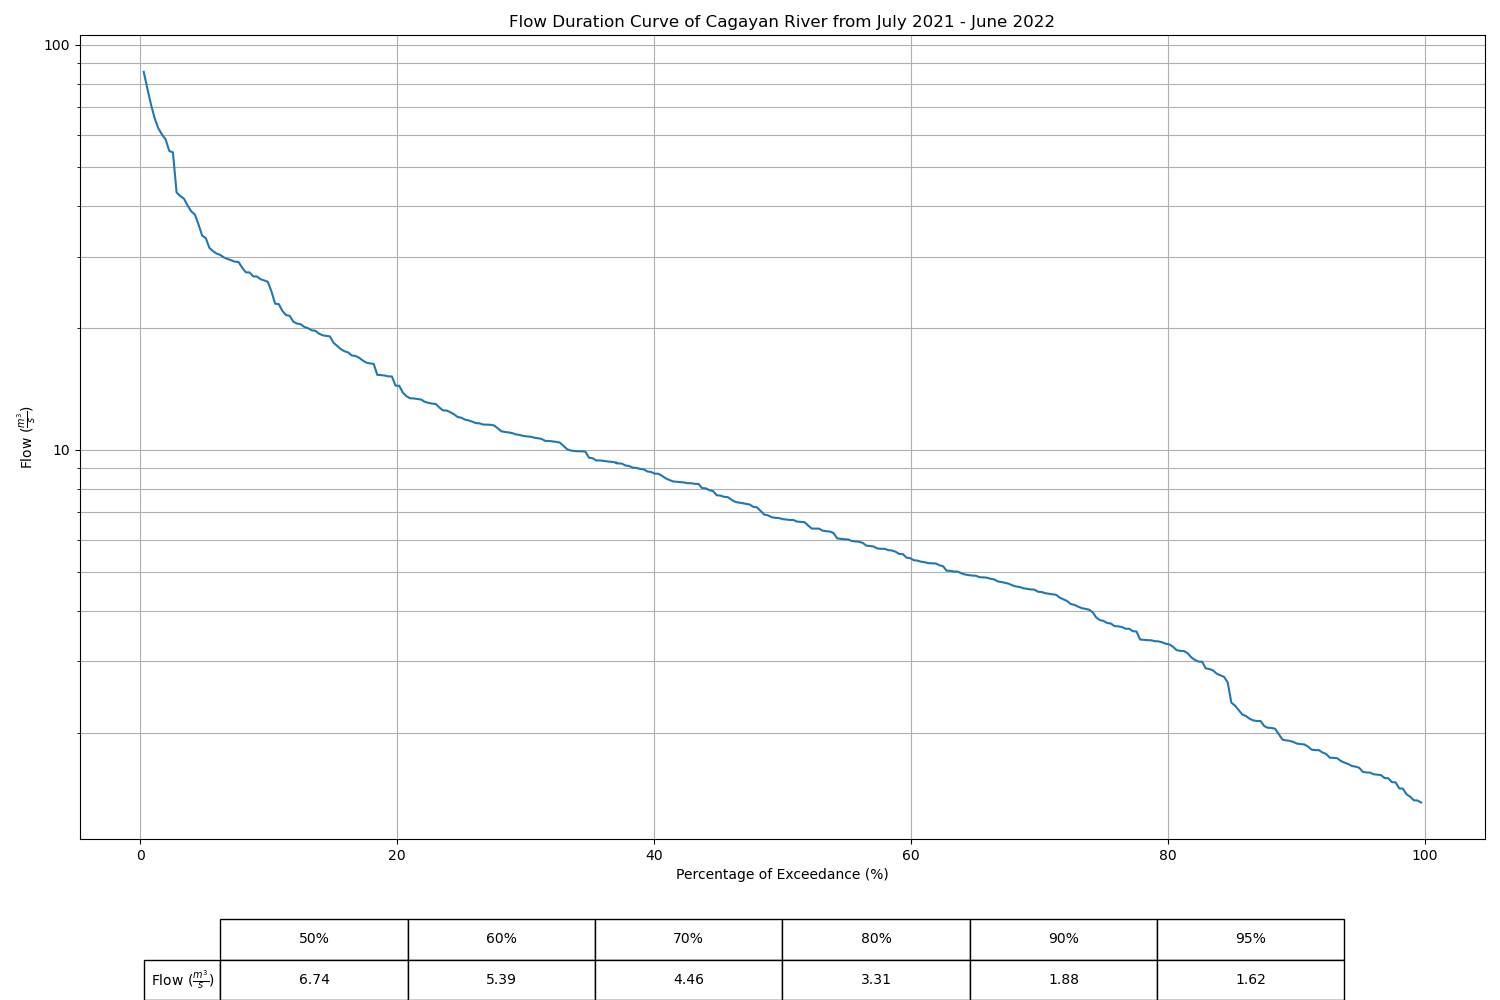 Flow Duration Curve of Cagayan River from July 2021 - June 2022
100
10
Flow (m³/s)
0 20 40 60 80 100
Percentage of Exceedance (%)
50% 60% 70% 80% 90% 95%
Flow (m³/s) 6.74 5.39 4.46 3.31 1.88 1.62